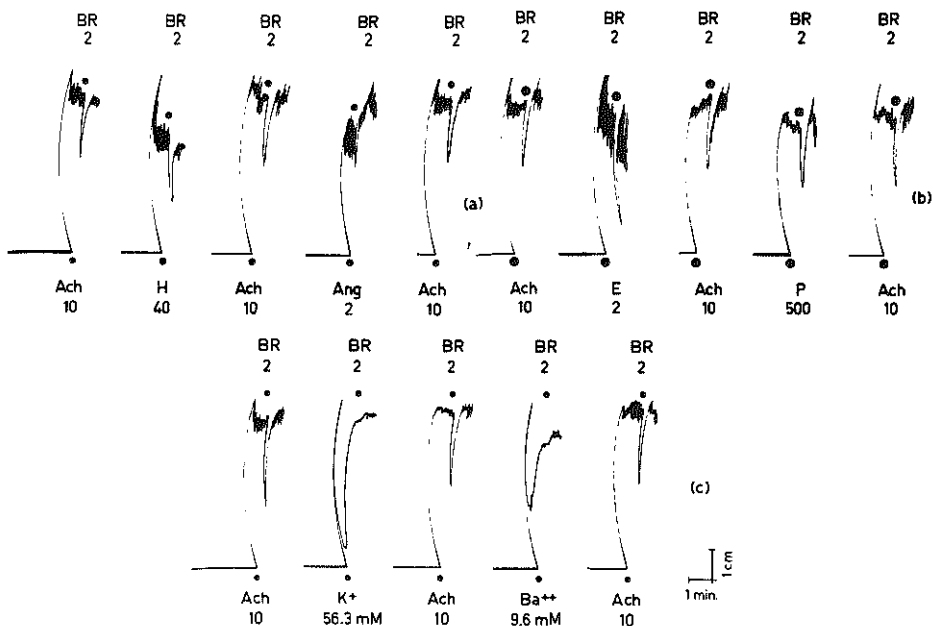 BR BR BR BR BR BR BR BR BR BR
2 2 2 2 2 2 2 2 2 2
(a) (b)
Ach H Ach Ang Ach Ach E Ach P Ach
10 40 10 2 10 10 2 10 500 10
BR BR BR BR BR
2 2 2 2 2
(c)
1 cm
1 min.
Ach K+ Ach Ba++ Ach
10 56.3 mM 10 9.6 mM 10